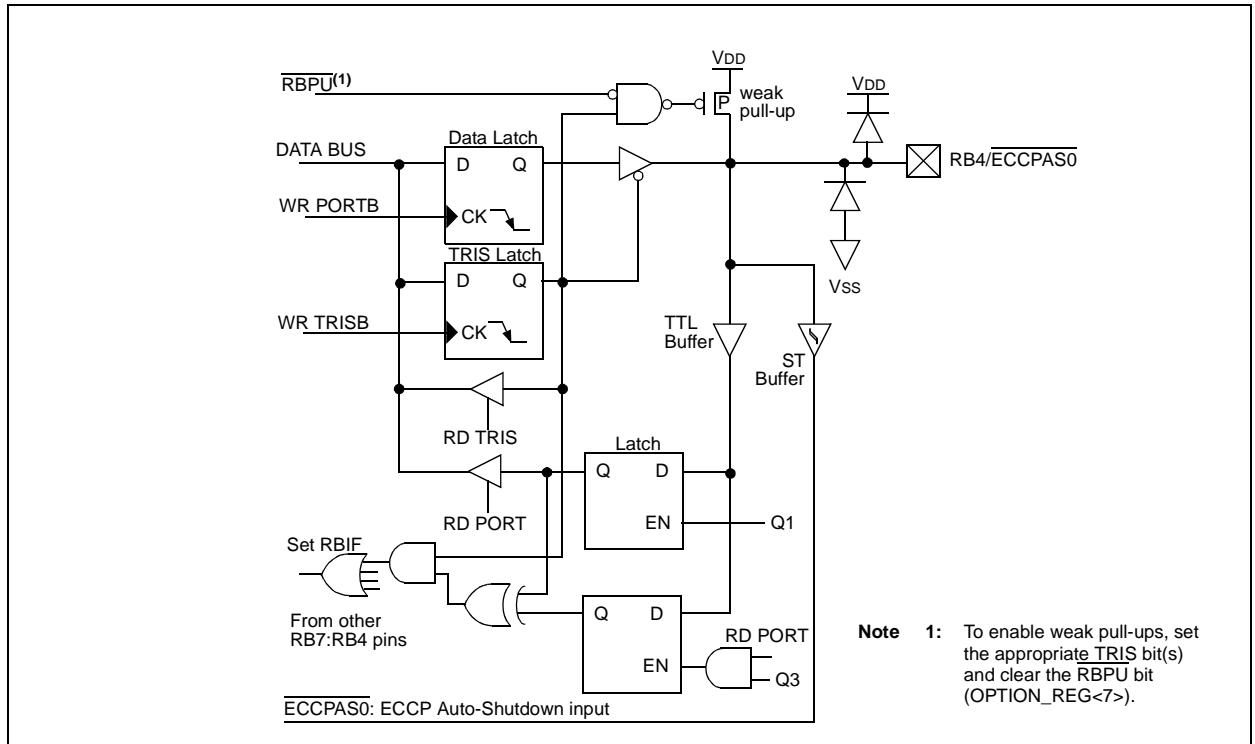 VDD
RBPU(1)
weak
pull-up
VDD
Data Latch
DATA BUS
D Q
P
RB4/ECCPAS0
WR PORTB
CK
TRIS Latch
D Q
VSS
WR TRISB
CK
TTL
Buffer
ST
Buffer
RD TRIS
Latch
Q D
RD PORT
EN
Q1
Set RBIF
From other
RB7:RB4 pins
Q D
RD PORT
EN
Q3
ECCPAS0: ECCP Auto-Shutdown input
Note 1: To enable weak pull-ups, set
the appropriate TRIS bit(s)
and clear the RBPU bit
(OPTION_REG<7>).